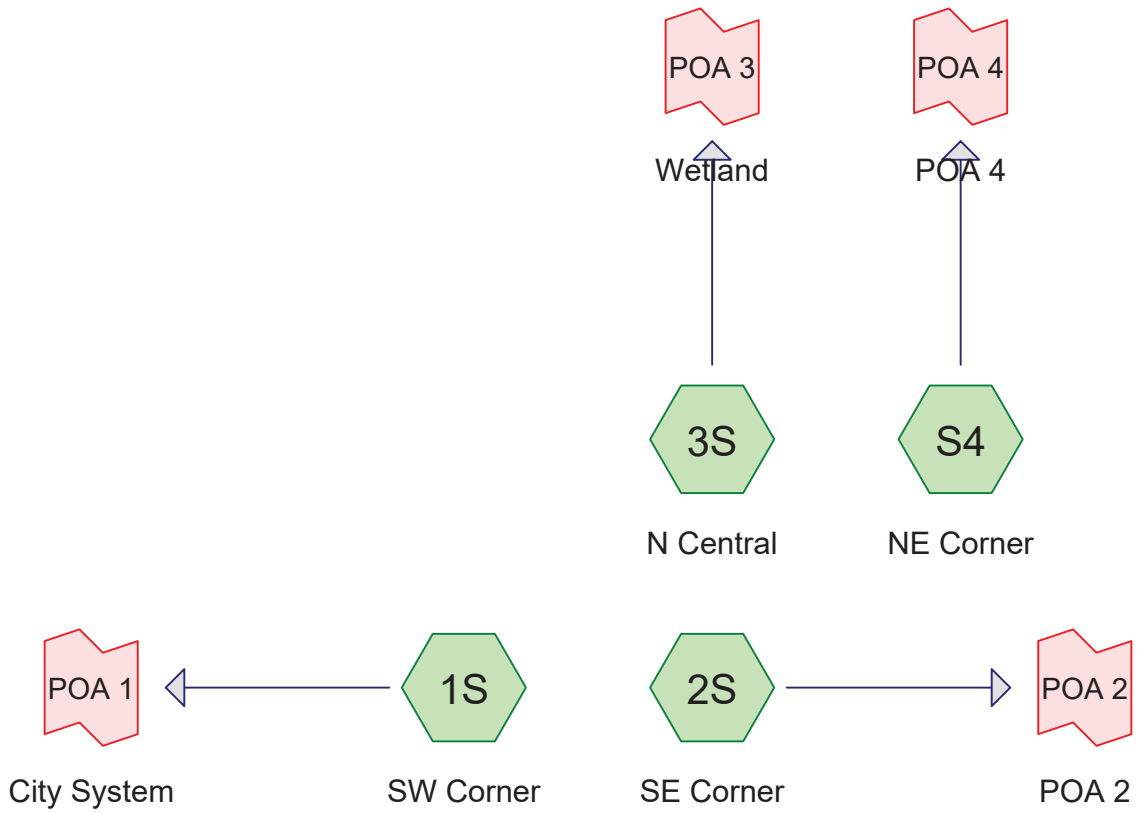 POA 3
POA 4
Wetland
POA 4
3S
S4
N Central
NE Corner
POA 1
1S
2S
POA 2
City System
SW Corner
SE Corner
POA 2